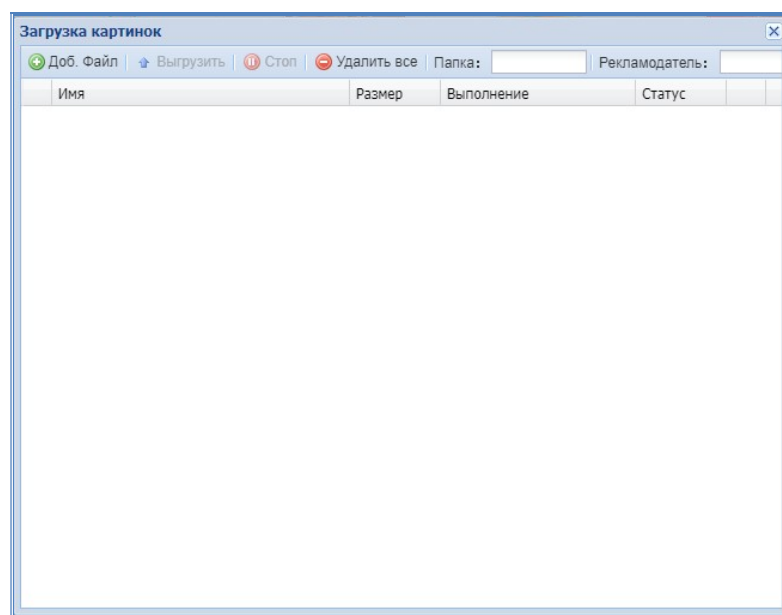 Загрузка картинок
Доб. Файл Выгрузить Стоп Удалить все Папка: Рекламодатель:
Имя Размер Выполнение Статус